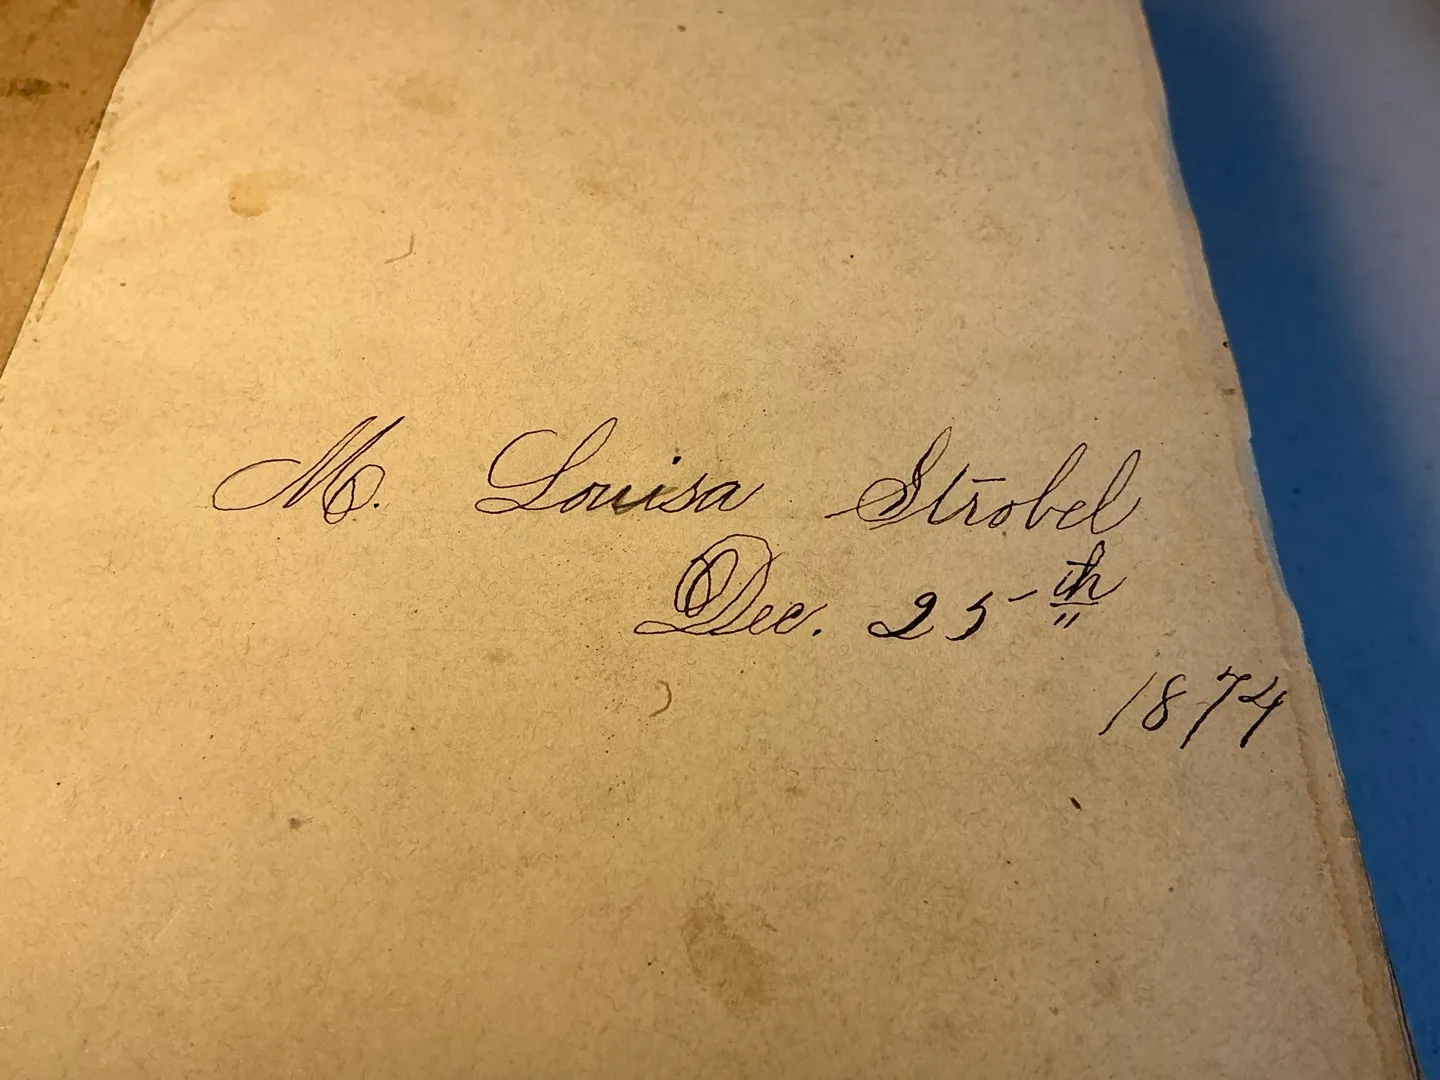 M. Louisa Strobel
Dec. 25th
1874